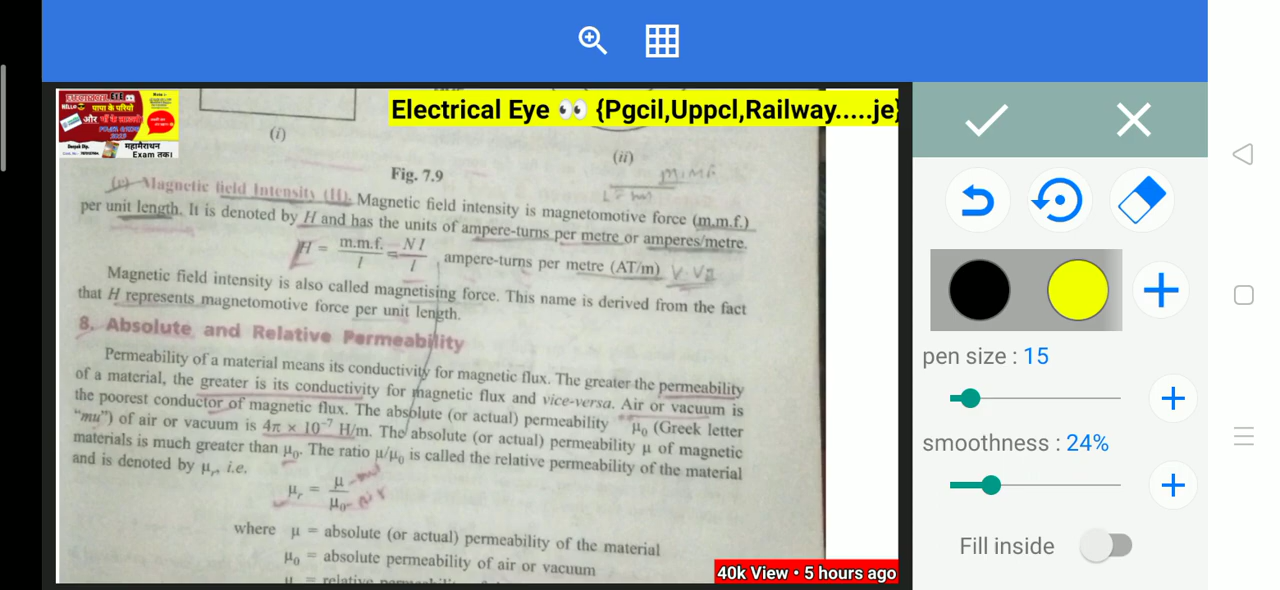 Electrical Eye 👀 {Pgcil,Uppcl,Railway.....je}
HELLO
पापा के परियो
और
महामैराथन
Exam तक।
(i)
(ii)
Fig. 7.9
m.m.f
(c) Magnetic field Intensity (H). Magnetic field intensity is magnetomotive force (m.m.f.)
per unit length. It is denoted by H and has the units of ampere-turns per metre or amperes/metre.
H = m.m.f. / l = N I / l ampere-turns per metre (AT/m)
Magnetic field intensity is also called magnetising force. This name is derived from the fact
that H represents magnetomotive force per unit length.
8. Absolute and Relative Permeability
Permeability of a material means its conductivity for magnetic flux. The greater the permeability
of a material, the greater is its conductivity for magnetic flux and vice-versa. Air or vacuum is
the poorest conductor of magnetic flux. The absolute (or actual) permeability μ₀ (Greek letter
“mu”) of air or vacuum is 4π × 10⁻⁷ H/m. The absolute (or actual) permeability μ of magnetic
materials is much greater than μ₀. The ratio μ/μ₀ is called the relative permeability of the material
and is denoted by μᵣ, i.e.
μᵣ = μ / μ₀ air
where μ = absolute (or actual) permeability of the material
μ₀ = absolute permeability of air or vacuum
40k View • 5 hours ago
pen size : 15
smoothness : 24%
Fill inside